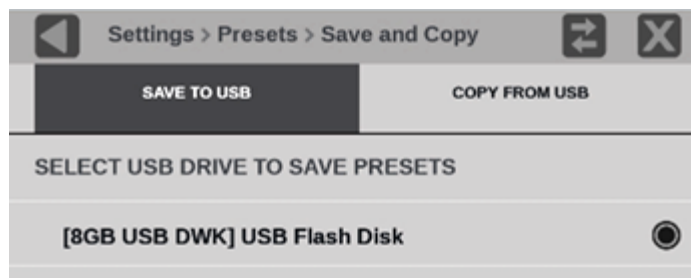 Settings > Presets > Save and Copy
SAVE TO USB
COPY FROM USB
SELECT USB DRIVE TO SAVE PRESETS
[8GB USB DWK] USB Flash Disk